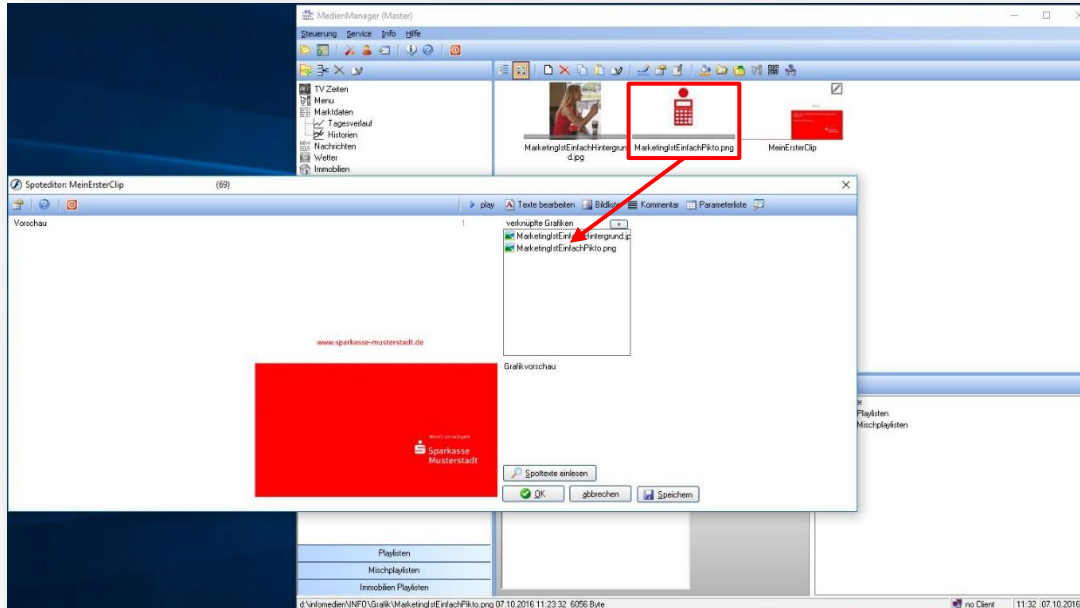 MedienManager (Master)
Steuerung Service Info Hilfe
TV Zeiten
Menu
Marktdaten
Tagesverlauf
Historien
Nachrichten
Wetter
Immobilien
MarketingIstEinfachHintergrun
d.jpg
MarketingIstEinfachPikto.png
MeinErsterClip
Spoteditor: MeinErsterClip (69)
play Texte bearbeiten Bildliste Kommentar Parameterliste
Vorschau 1
verknüpfte Grafiken
MarketingIstEinfachHintergrund.jp
MarketingIstEinfachPikto.png
www.sparkasse-musterstadt.de
Grafikvorschau
Sparkasse
Musterstadt
Spottexte einlesen
OK abbrechen Speichern
er
Playlisten
Mischplaylisten
Playlisten
Mischplaylisten
Immobilien Playlisten
d:\infomedien\INFO\Grafik\MarketingIstEinfachPikto.png 07.10.2016 11:23:32 6056 Byte
no Client 11:32 07.10.2016